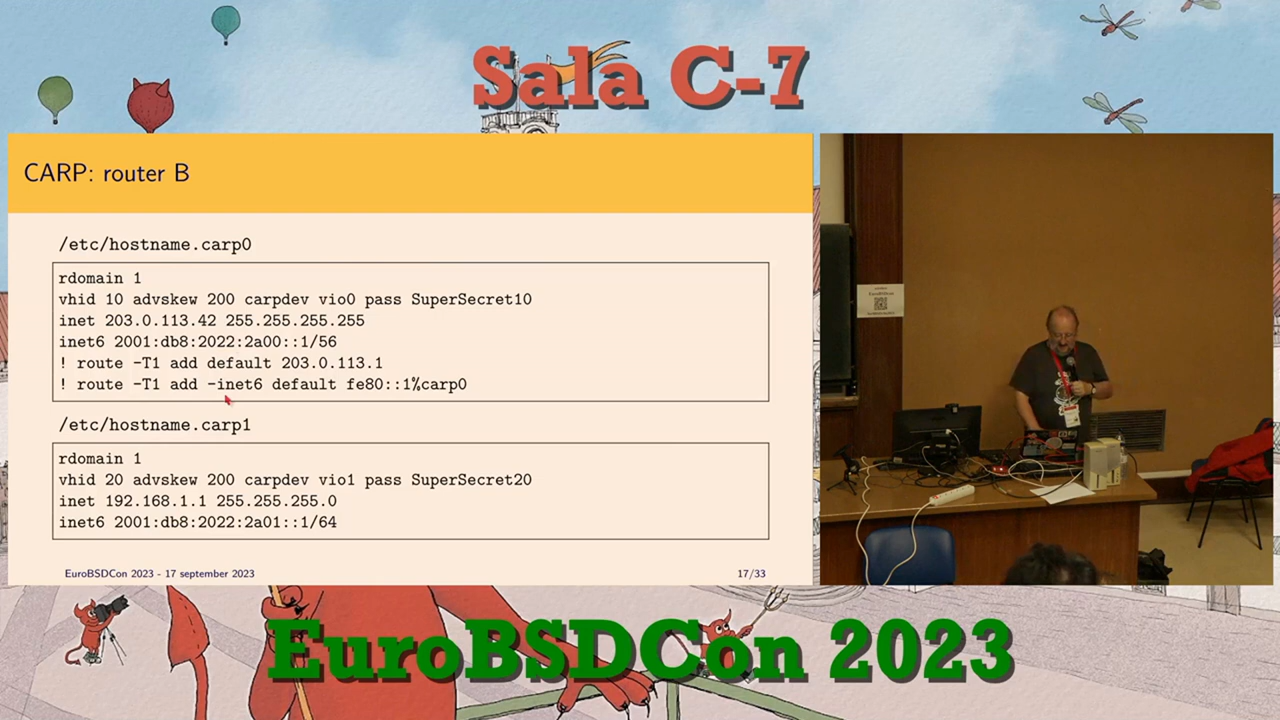 Sala C-7
CARP: router B
/etc/hostname.carp0
rdomain 1
vhid 10 advskew 200 carpdev vio0 pass SuperSecret10
inet 203.0.113.42 255.255.255.255
inet6 2001:db8:2022:2a00::1/56
! route -T1 add default 203.0.113.1
! route -T1 add -inet6 default fe80::1%carp0
/etc/hostname.carp1
rdomain 1
vhid 20 advskew 200 carpdev vio1 pass SuperSecret20
inet 192.168.1.1 255.255.255.0
inet6 2001:db8:2022:2a01::1/64
EuroBSDCon 2023 - 17 september 2023
17/33
EuroBSDCon 2023